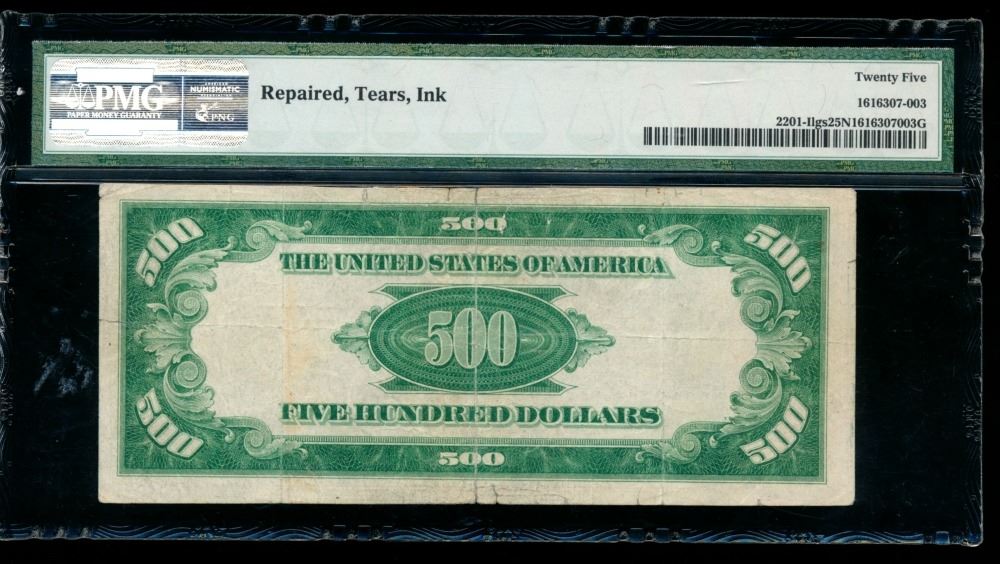 PMG
PAPER MONEY GUARANTY
NUMISMATIC
PNG
Repaired, Tears, Ink
Twenty Five
1616307-003
2201-IIgs25N1616307003G
500
500
500
THE UNITED STATES OF AMERICA
500
FIVE HUNDRED DOLLARS
500
500
500